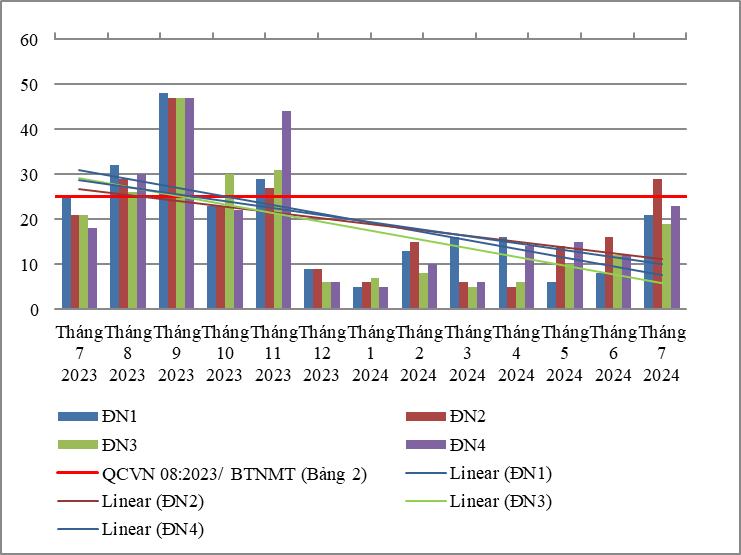 60
50
40
30
20
10
0
Tháng Tháng Tháng Tháng Tháng Tháng Tháng Tháng Tháng Tháng Tháng Tháng Tháng
7 8 9 10 11 12 1 2 3 4 5 6 7
2023 2023 2023 2023 2023 2023 2024 2024 2024 2024 2024 2024 2024
ĐN1 ĐN2
ĐN3 ĐN4
QCVN 08:2023/ BTNMT (Bảng 2) Linear (ĐN1)
Linear (ĐN2) Linear (ĐN3)
Linear (ĐN4)